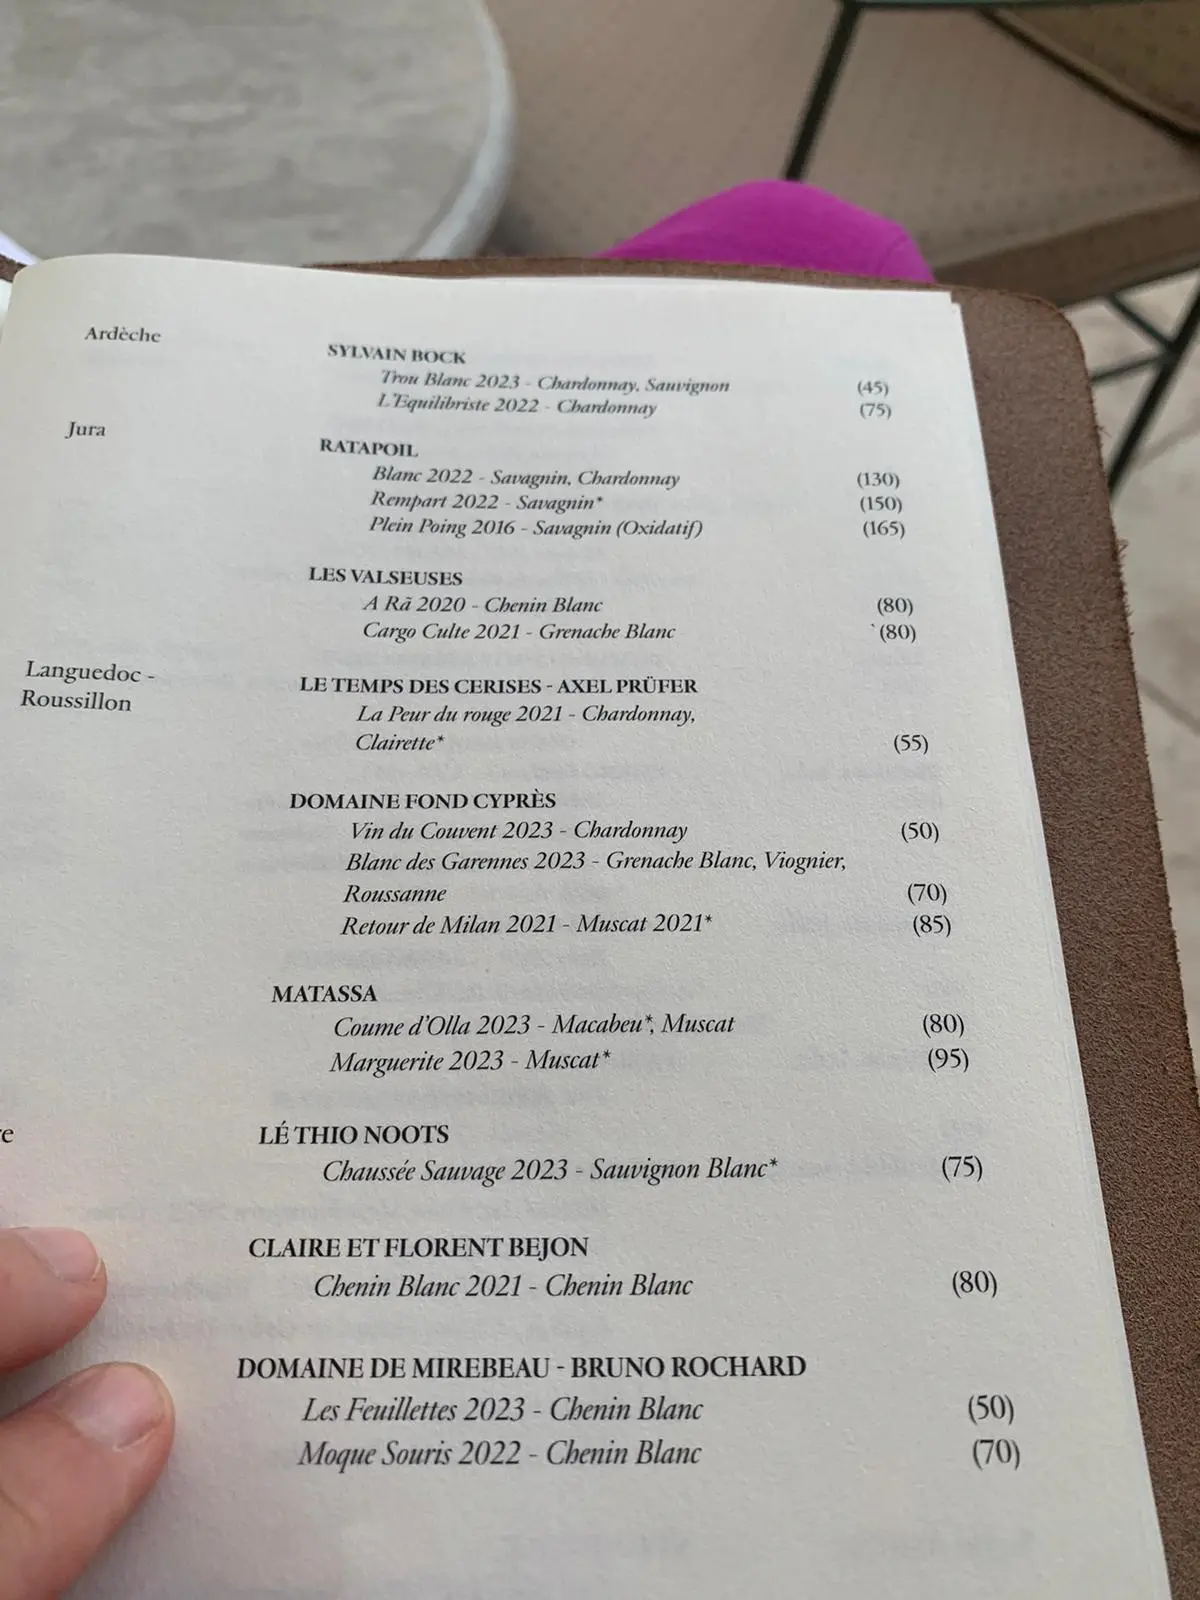 Ardèche
SYLVAIN BOCK
Trou Blanc 2023 - Chardonnay, Sauvignon (45)
L'Equilibriste 2022 - Chardonnay (75)
Jura
RATAPOIL
Blanc 2022 - Savagnin, Chardonnay (130)
Rempart 2022 - Savagnin* (150)
Plein Poing 2016 - Savagnin (Oxidatif) (165)
LES VALSEUSES
A Rã 2020 - Chenin Blanc (80)
Cargo Culte 2021 - Grenache Blanc `(80)
Languedoc -
Roussillon
LE TEMPS DES CERISES - AXEL PRÜFER
La Peur du rouge 2021 - Chardonnay,
Clairette* (55)
DOMAINE FOND CYPRÈS
Vin du Couvent 2023 - Chardonnay (50)
Blanc des Garennes 2023 - Grenache Blanc, Viognier,
Roussanne (70)
Retour de Milan 2021 - Muscat 2021* (85)
MATASSA
Coume d'Olla 2023 - Macabeu*, Muscat (80)
Marguerite 2023 - Muscat* (95)
LÉ THIO NOOTS
Chaussée Sauvage 2023 - Sauvignon Blanc* (75)
CLAIRE ET FLORENT BEJON
Chenin Blanc 2021 - Chenin Blanc (80)
DOMAINE DE MIREBEAU - BRUNO ROCHARD
Les Feuillettes 2023 - Chenin Blanc (50)
Moque Souris 2022 - Chenin Blanc (70)